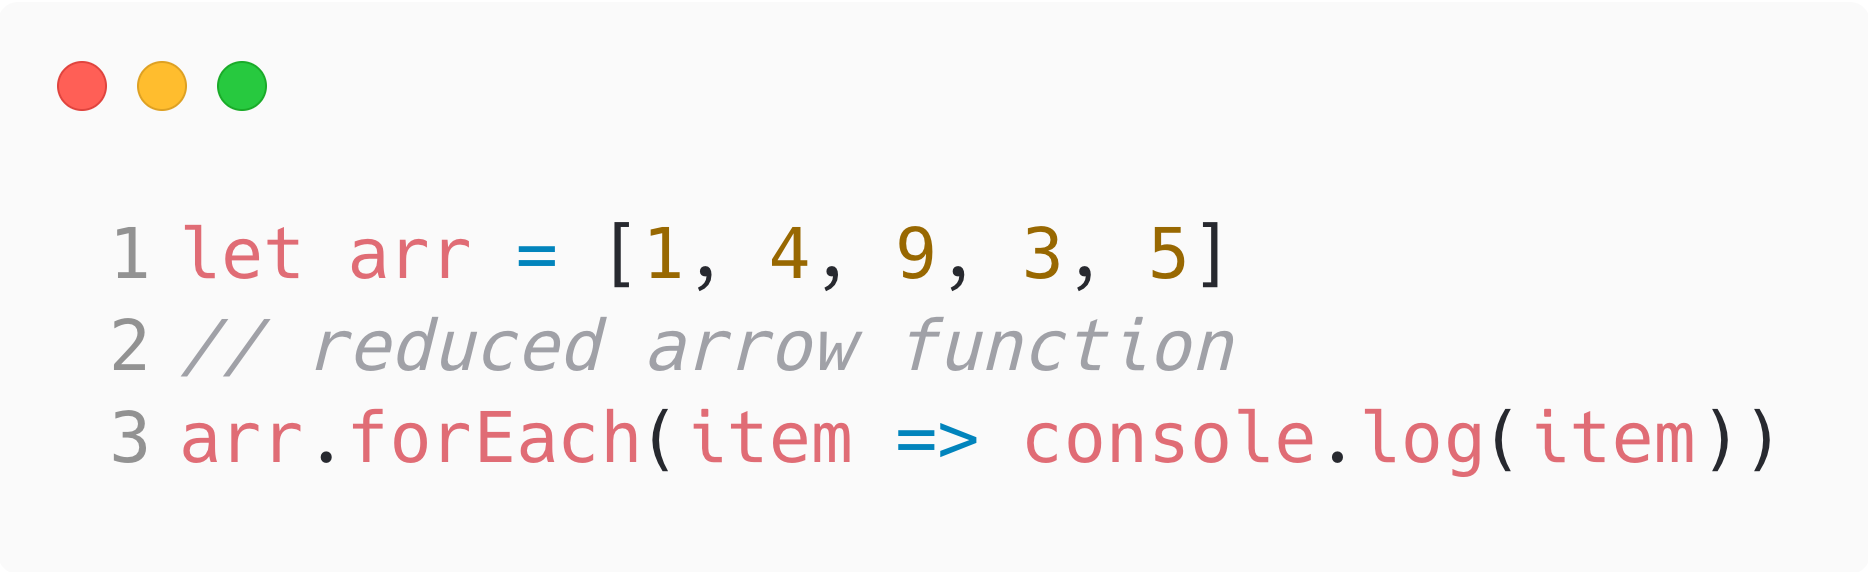 1 let arr = [1, 4, 9, 3, 5]
2 // reduced arrow function
3 arr.forEach(item => console.log(item))